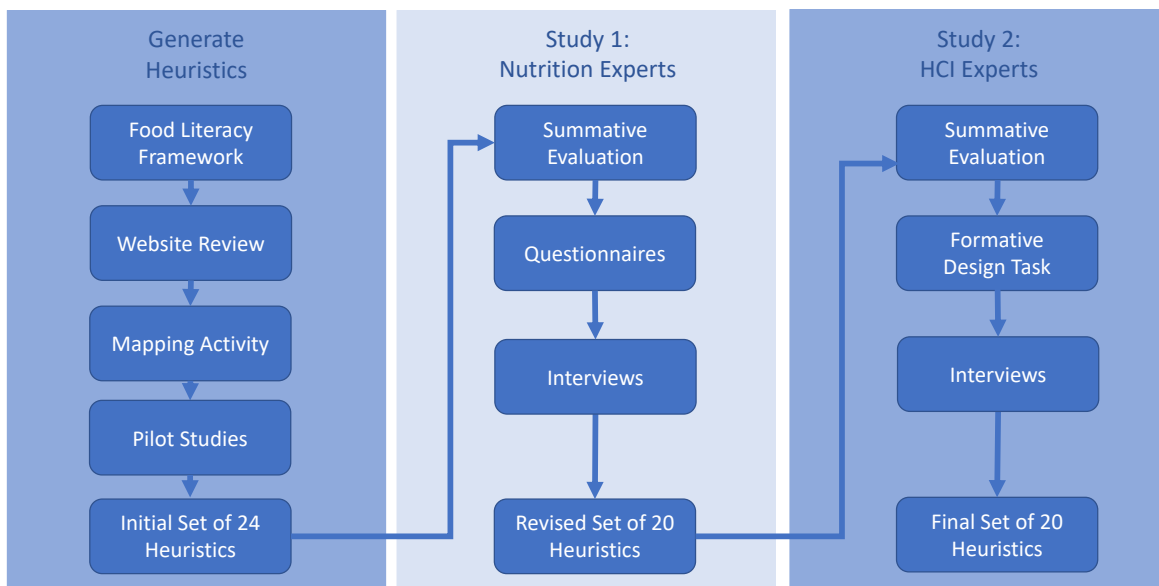 Generate
Heuristics
Food Literacy
Framework
Website Review
Mapping Activity
Pilot Studies
Initial Set of 24
Heuristics
Study 1:
Nutrition Experts
Summative
Evaluation
Questionnaires
Interviews
Revised Set of 20
Heuristics
Study 2:
HCI Experts
Summative
Evaluation
Formative
Design Task
Interviews
Final Set of 20
Heuristics